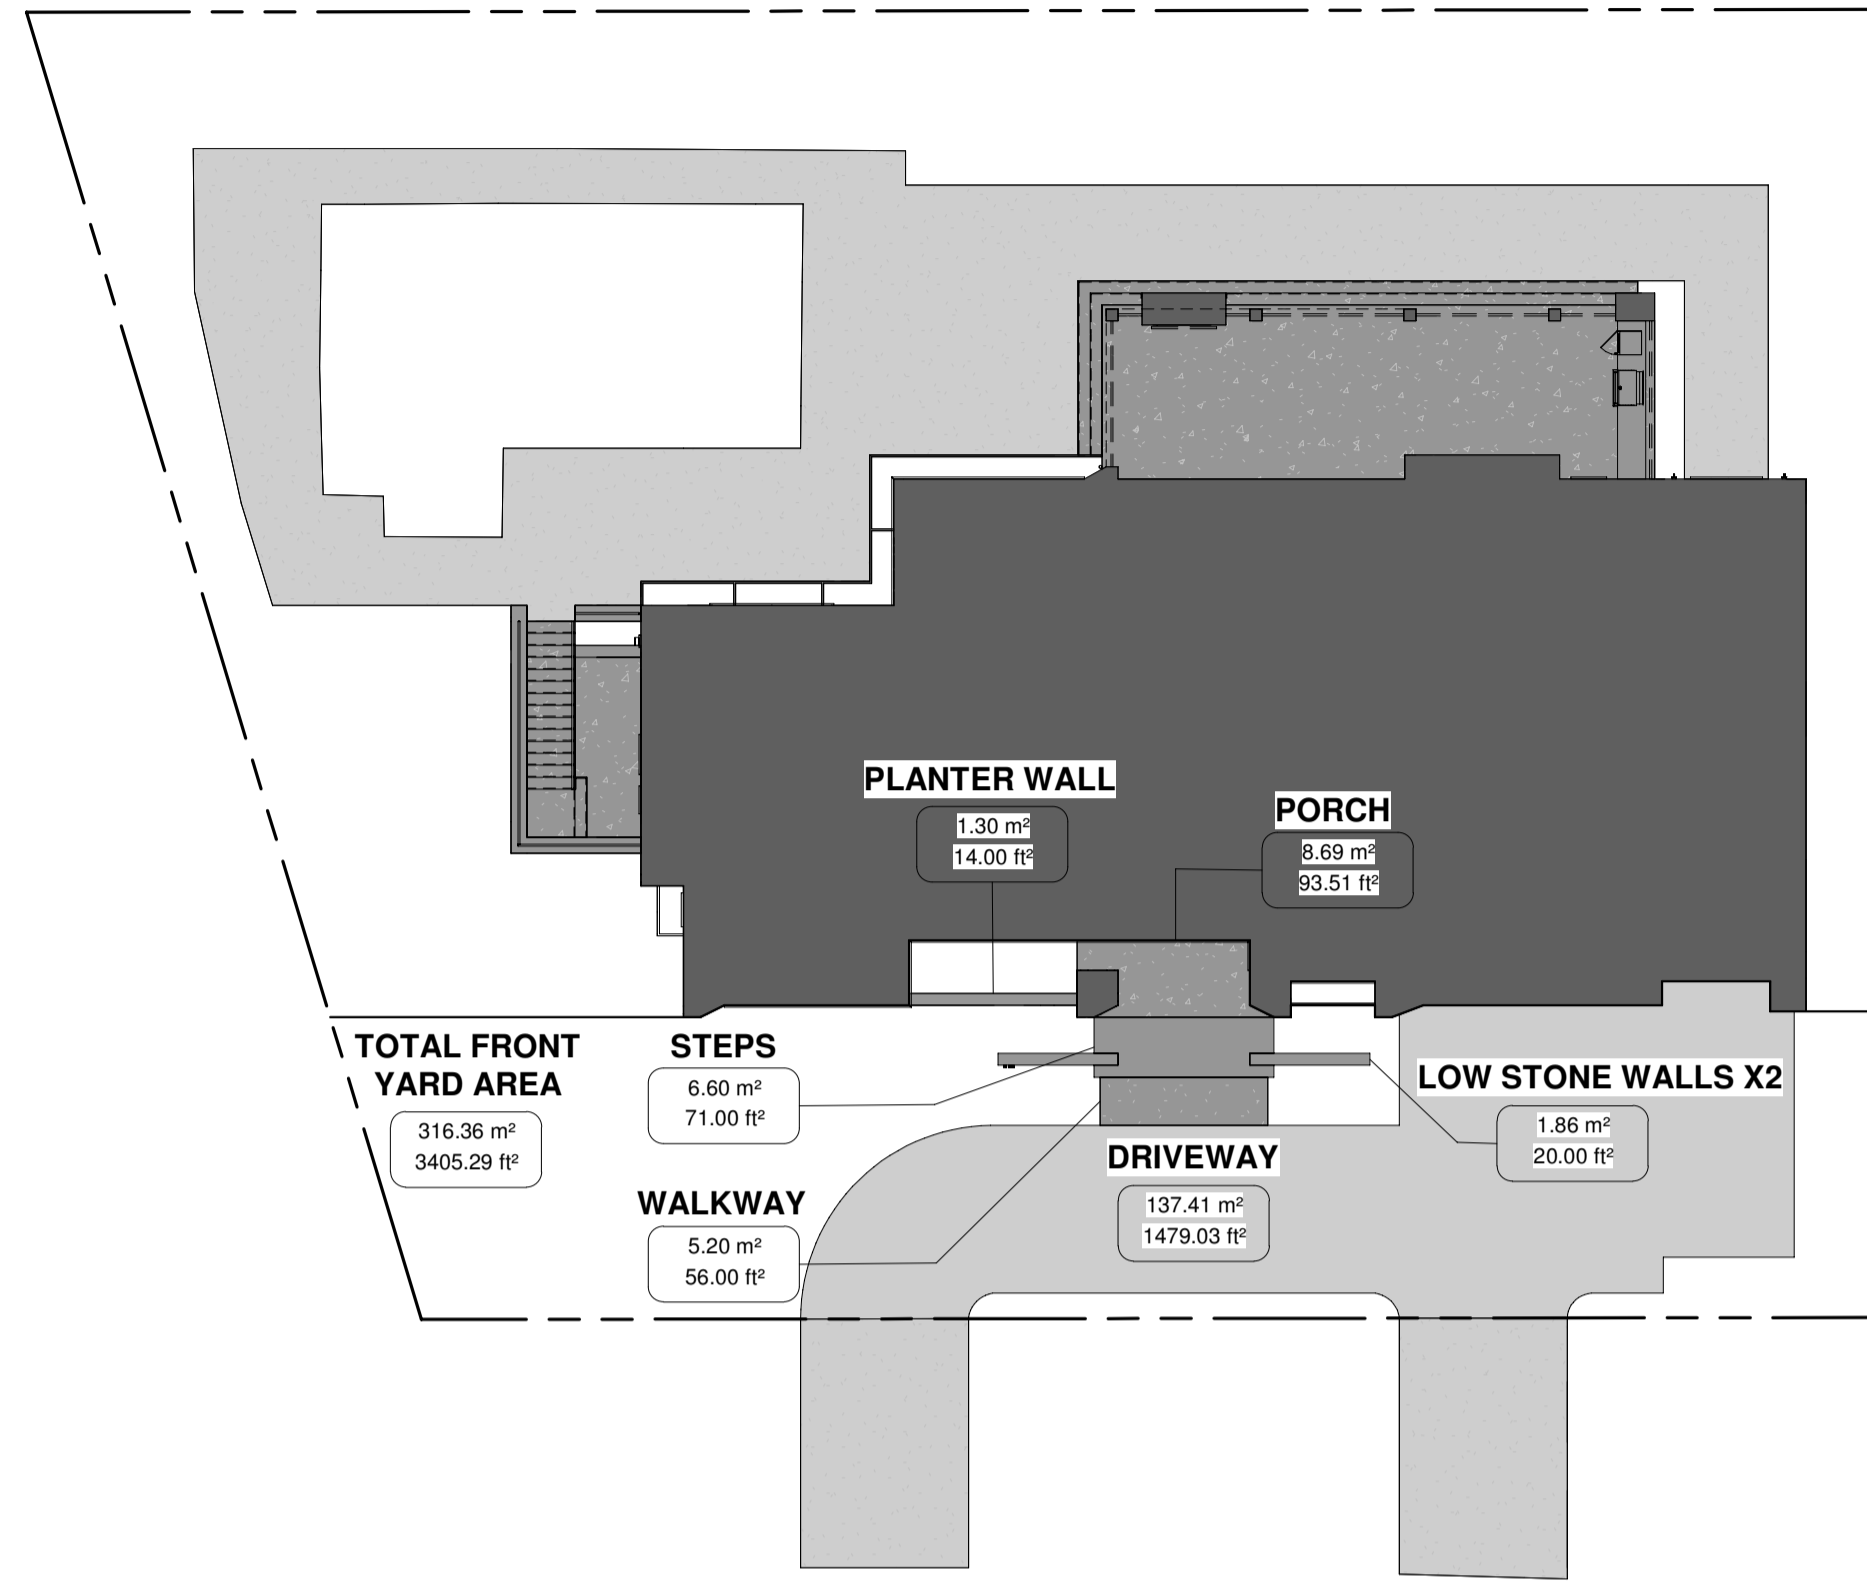 PLANTER WALL
1.30 m²
14.00 ft²
PORCH
8.69 m²
93.51 ft²
TOTAL FRONT
YARD AREA
316.36 m²
3405.29 ft²
STEPS
6.60 m²
71.00 ft²
LOW STONE WALLS X2
1.86 m²
20.00 ft²
WALKWAY
5.20 m²
56.00 ft²
DRIVEWAY
137.41 m²
1479.03 ft²